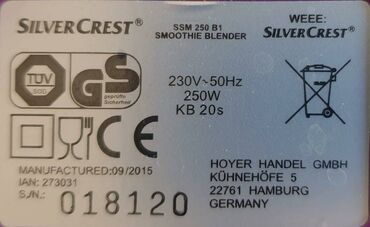 SILVERCREST®
SSM 250 B1
SMOOTHIE BLENDER
WEEE:
SILVERCREST®
TÜV
SÜD
GS
geprüfte
Sicherheit
230V~50Hz
250W
KB 20s
CE
MANUFACTURED:09/2015
IAN: 273031
S./N.: 018120
HOYER HANDEL GMBH
KÜHNEHÖFE 5
22761 HAMBURG
GERMANY